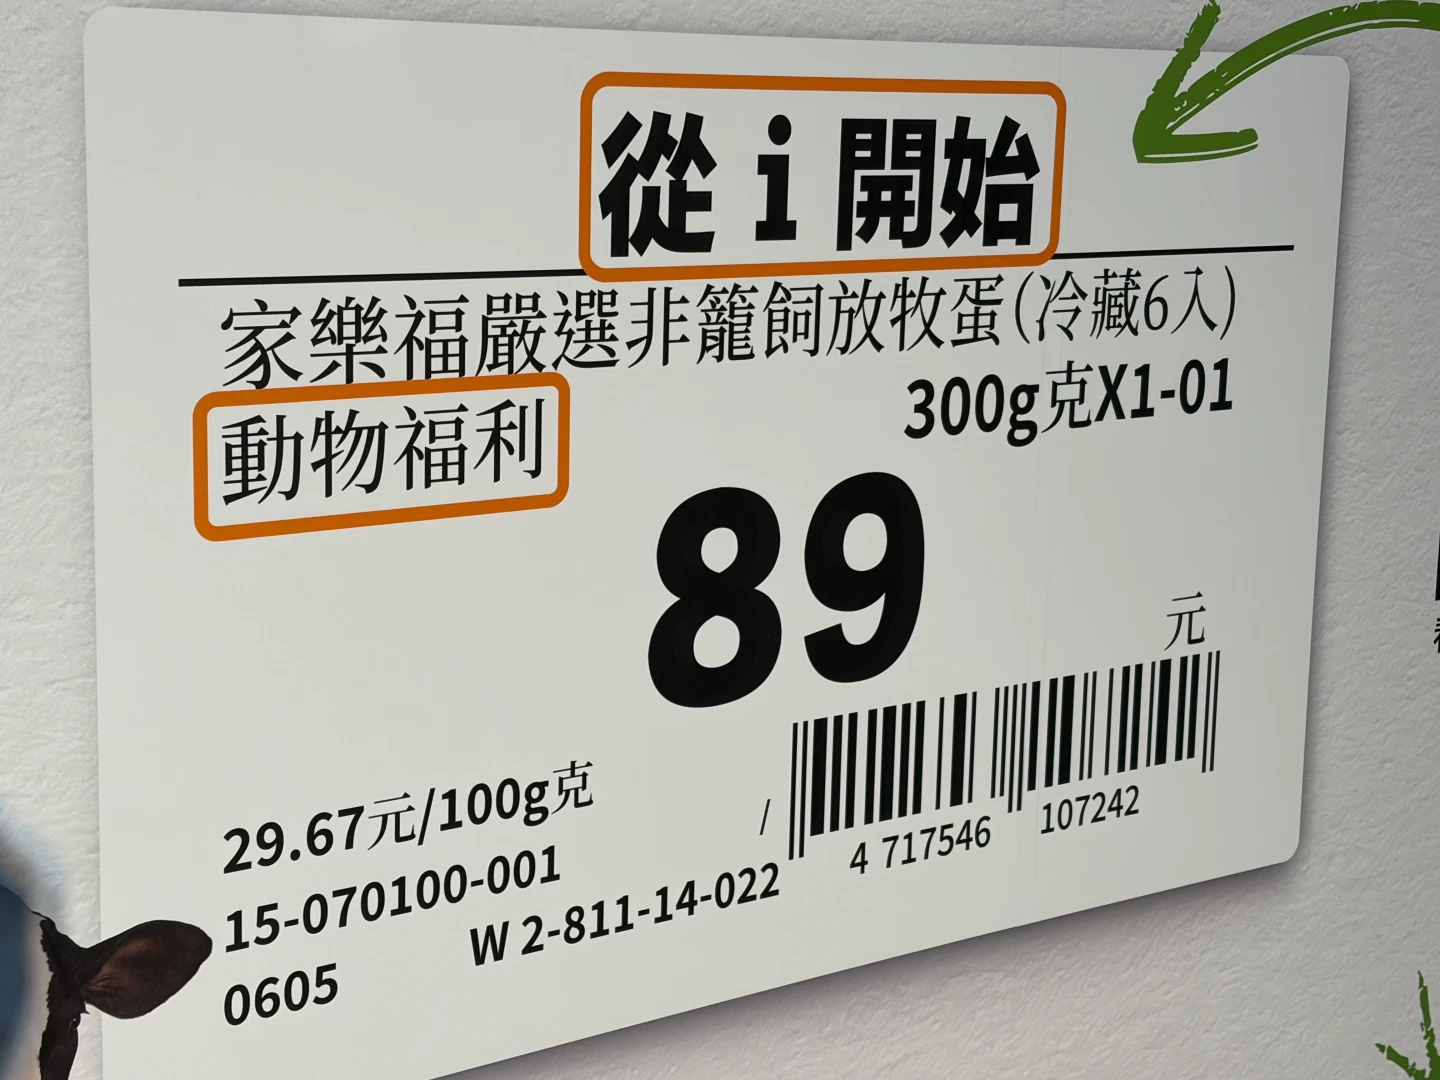 從 i 開始
家樂福嚴選非籠飼放牧蛋(冷藏6入)
300g克X1-01
動物福利
89
元
29.67元/100g克
/
15-070100-001
4 717546 107242
W 2-811-14-022
0605